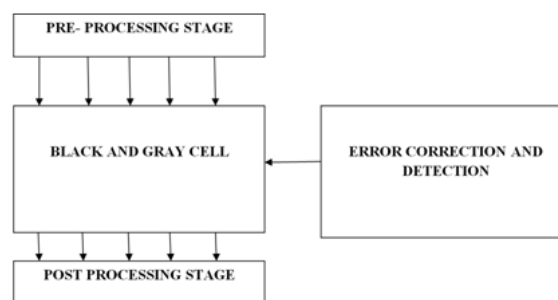 PRE- PROCESSING STAGE
BLACK AND GRAY CELL
ERROR CORRECTION AND
DETECTION
POST PROCESSING STAGE